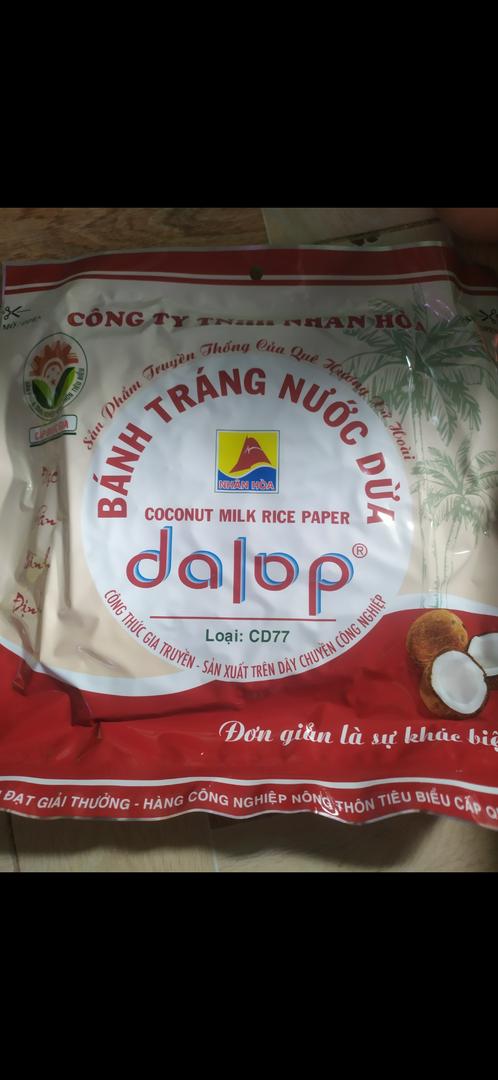 CÔNG TY TNHH NHÂN HÒA
Sản Phẩm Truyền Thống Của Quê Hương
BÁNH TRÁNG NƯỚC DỪA
NHÂN HÒA
COCONUT MILK RICE PAPER
dalop®
Loại: CD77
CÔNG THỨC GIA TRUYỀN - SẢN XUẤT TRÊN DÂY CHUYỀN CÔNG NGHIỆP
Đơn giản là sự khác biệ
ĐẠT GIẢI THƯỞNG - HÀNG CÔNG NGHIỆP NÔNG THÔN TIÊU BIỂU CẤP